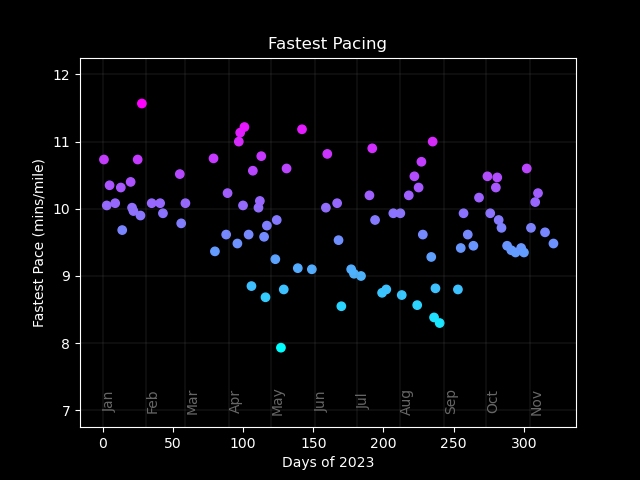 Fastest Pacing
Fastest Pace (mins/mile)
12
11
10
9
8
7
Jan
Feb
Mar
Apr
May
Jun
Jul
Aug
Sep
Oct
Nov
0 50 100 150 200 250 300
Days of 2023